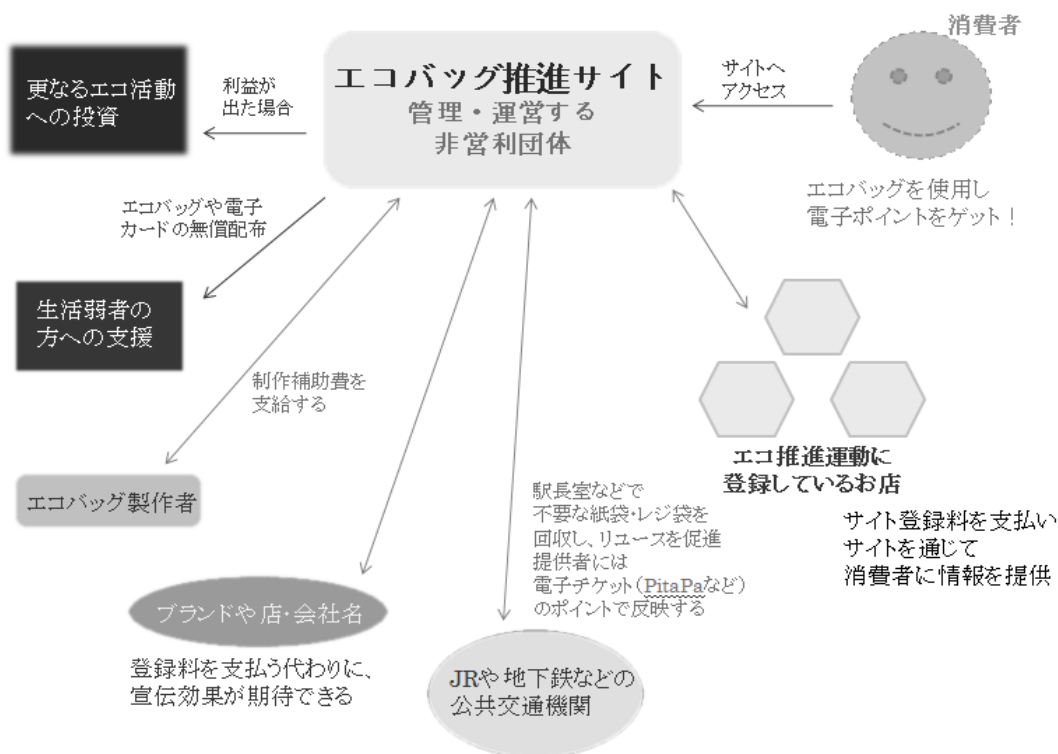 消費者
エコバッグ推進サイト
管理・運営する
非営利団体
サイトへ
アクセス
利益が
出た場合
更なるエコ活動
への投資
エコバッグを使用し
電子ポイントをゲット！
エコバッグや電子
カードの無償配布
生活弱者の
方への支援
制作補助費を
支給する
エコ推進運動に
登録しているお店
エコバッグ製作者
駅長室などで
不要な紙袋・レジ袋を
回収し、リユースを促進
提供者には
電子チケット（PitaPaなど）
のポイントで反映する
サイト登録料を支払い
サイトを通じて
消費者に情報を提供
ブランドや店・会社名
登録料を支払う代わりに、
宣伝効果が期待できる
JRや地下鉄などの
公共交通機関